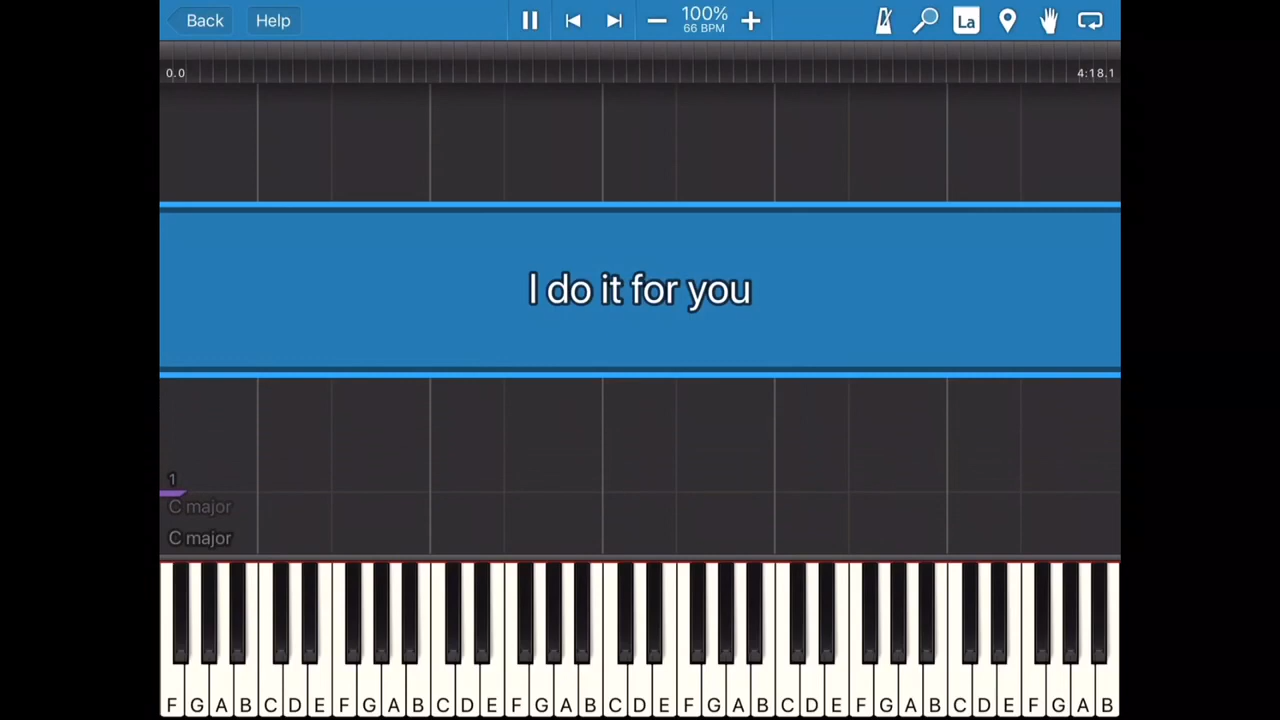 Back
Help
100%
66 BPM
La
0.0
4:18.1
I do it for you
1
C major
C major
F G A B C D E F G A B C D E F G A B C D E F G A B C D E F G A B C D E F G A B